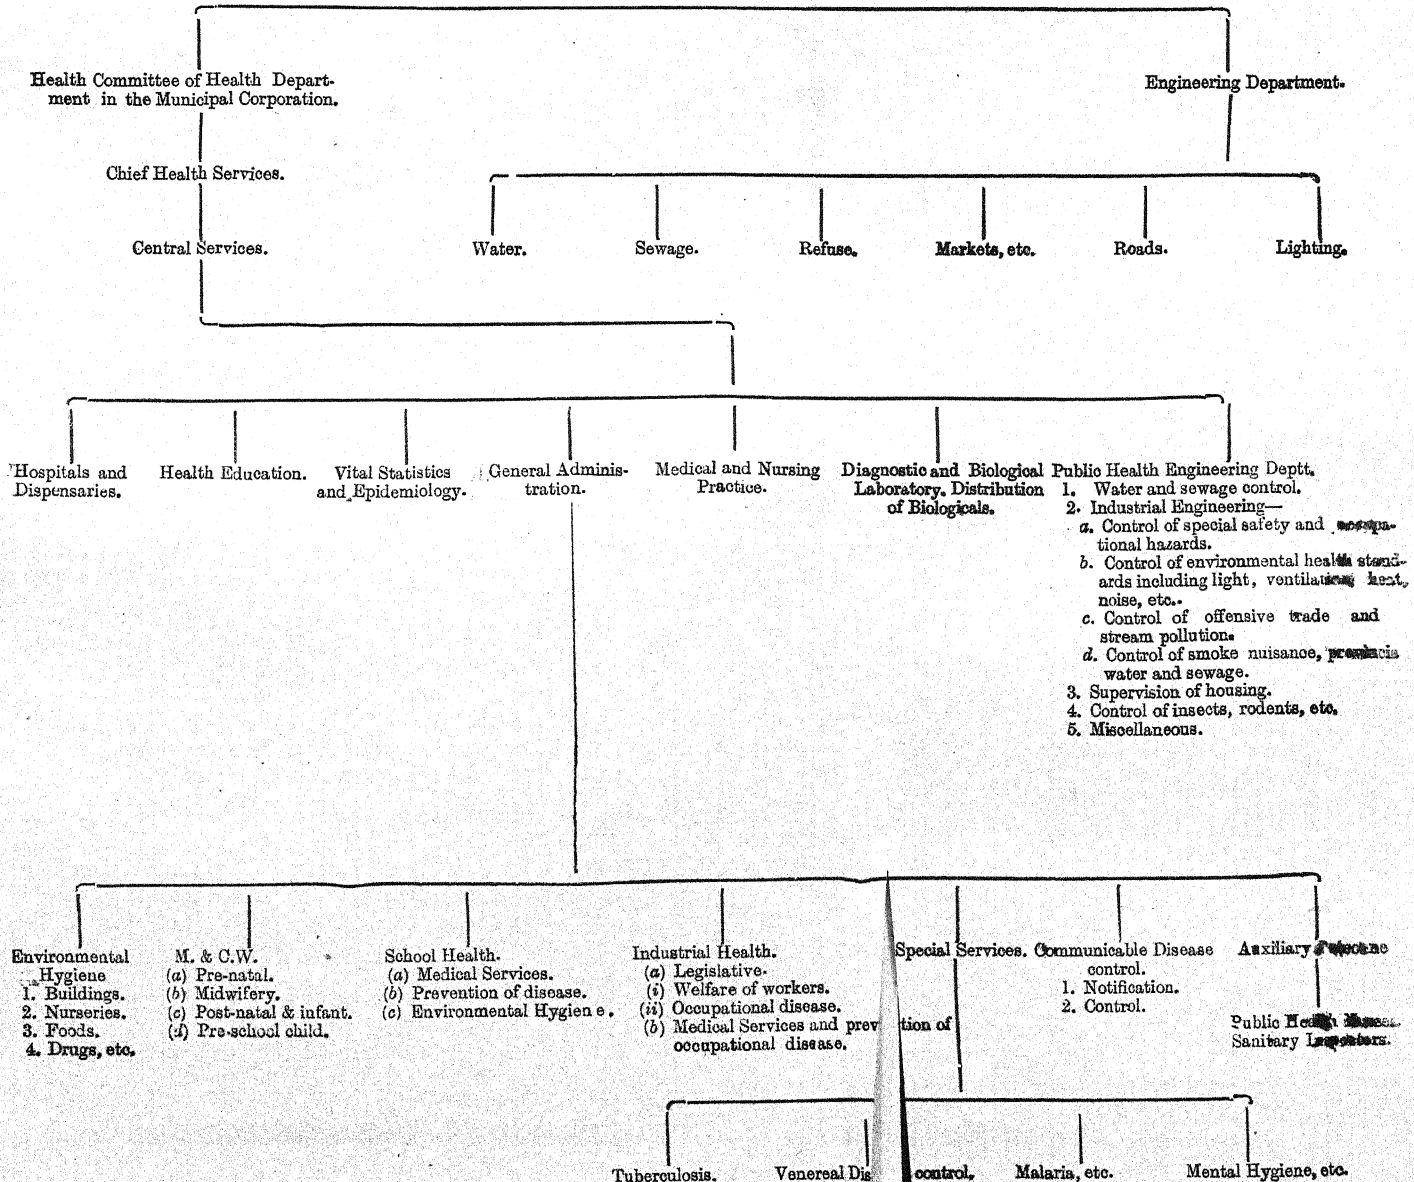 Health Committee of Health Depart-
ment in the Municipal Corporation.
Engineering Department.
Chief Health Services.
Central Services.
Water.
Sewage.
Refuse.
Markets, etc.
Roads.
Lighting.
Hospitals and
Dispensaries.
Health Education.
Vital Statistics
and Epidemiology.
General Adminis-
tration.
Medical and Nursing
Practice.
Diagnostic and Biological
Laboratory. Distribution
of Biologicals.
Public Health Engineering Deptt.
1. Water and sewage control.
2. Industrial Engineering—
a. Control of special safety and
tional hazards.
b. Control of environmental health stand-
ards including light, ventilation, heat,
noise, etc..
c. Control of offensive trade and
stream pollution.
d. Control of smoke nuisance,
water and sewage.
3. Supervision of housing.
4. Control of insects, rodents, etc.
5. Miscellaneous.
Environmental
Hygiene
1. Buildings.
2. Nurseries.
3. Foods.
4. Drugs, etc.
M. & C.W.
(a) Pre-natal.
(b) Midwifery.
(c) Post-natal & infant.
(d) Pre-school child.
School Health.
(a) Medical Services.
(b) Prevention of disease.
(c) Environmental Hygiene.
Industrial Health.
(a) Legislative.
(i) Welfare of workers.
(ii) Occupational disease.
(b) Medical Services and prev tion of
occupational disease.
Special Services.
Communicable Disease
control.
1. Notification.
2. Control.
Auxiliary
Public Health
Sanitary
Tuberculosis.
Venereal Dis control.
Malaria, etc.
Mental Hygiene, etc.